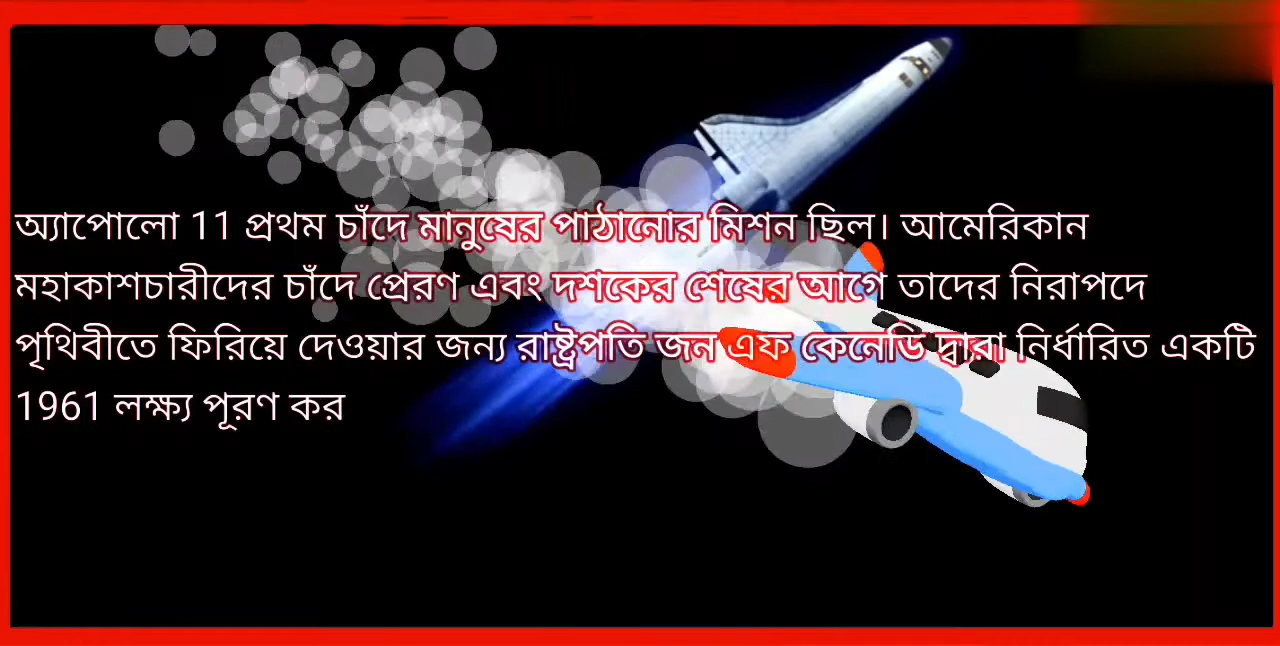 অ্যাপোলো 11 প্রথম চাঁদে মানুষের পাঠানোর মিশন ছিল। আমেরিকান
মহাকাশচারীদের চাঁদে প্রেরণ এবং দশকের শেষের আগে তাদের নিরাপদে
পৃথিবীতে ফিরিয়ে দেওয়ার জন্য রাষ্ট্রপতি জন এফ কেনেডি দ্বারা নির্ধারিত একটি
1961 লক্ষ্য পূরণ কর